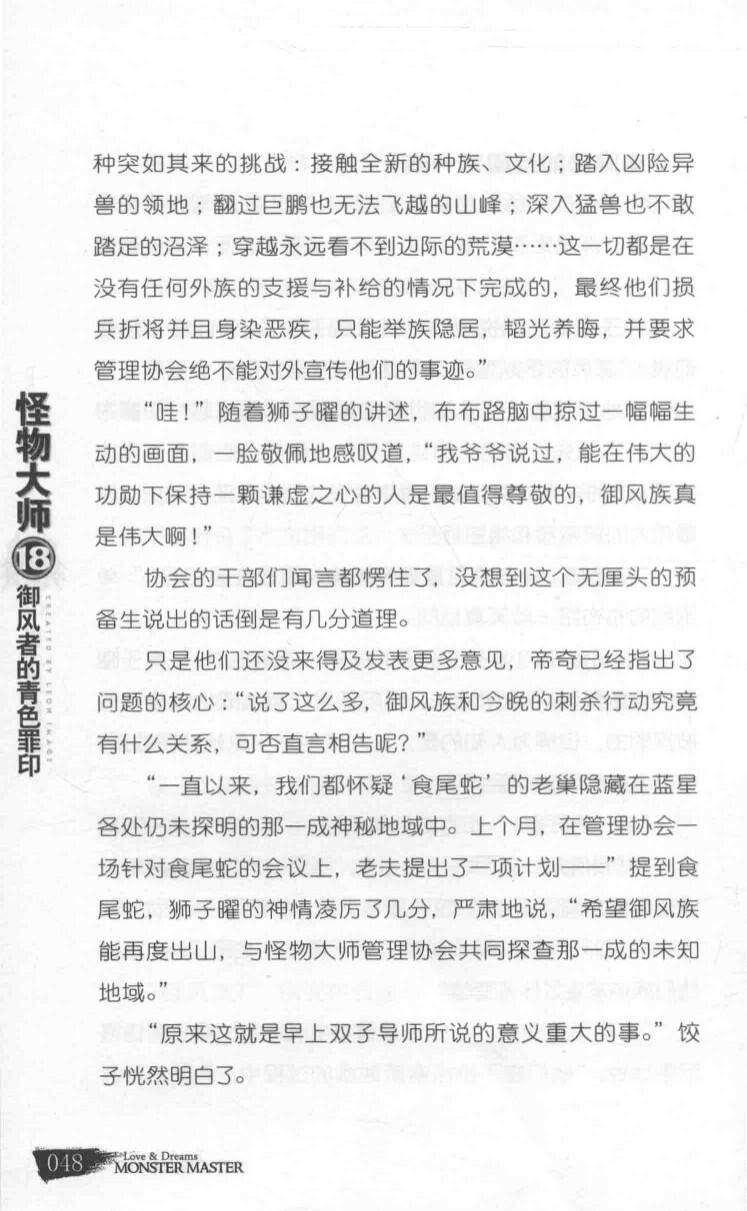 种突如其来的挑战：接触全新的种族、文化；踏入凶险异
兽的领地；翻过巨鹏也无法飞越的山峰；深入猛兽也不敢
踏足的沼泽；穿越永远看不到边际的荒漠……这一切都是在
没有任何外族的支援与补给的情况下完成的，最终他们损
兵折将并且身染恶疾，只能举族隐居，韬光养晦，并要求
管理协会绝不能对外宣传他们的事迹。”
“哇！”随着狮子曜的讲述，布布路脑中掠过一幅幅生
动的画面，一脸敬佩地感叹道，“我爷爷说过，能在伟大的
功勋下保持一颗谦虚之心的人是最值得尊敬的，御风族真
是伟大啊！”
协会的干部们闻言都愣住了，没想到这个无厘头的预
备生说出的话倒是有几分道理。
只是他们还没来得及发表更多意见，帝奇已经指出了
问题的核心：“说了这么多，御风族和今晚的刺杀行动究竟
有什么关系，可否直言相告呢？”
“一直以来，我们都怀疑‘食尾蛇’的老巢隐藏在蓝星
各处仍未探明的那一成神秘地域中。上个月，在管理协会一
场针对食尾蛇的会议上，老夫提出了一项计划——”提到食
尾蛇，狮子曜的神情凌厉了几分，严肃地说，“希望御风族
能再度出山，与怪物大师管理协会共同探查那一成的未知
地域。”
“原来这就是早上双子导师所说的意义重大的事。”饺
子恍然明白了。
怪物大师
18
御风者的青色罪印
CREATED BY LEON IMAGE
048
Love & Dreams
MONSTER MASTER